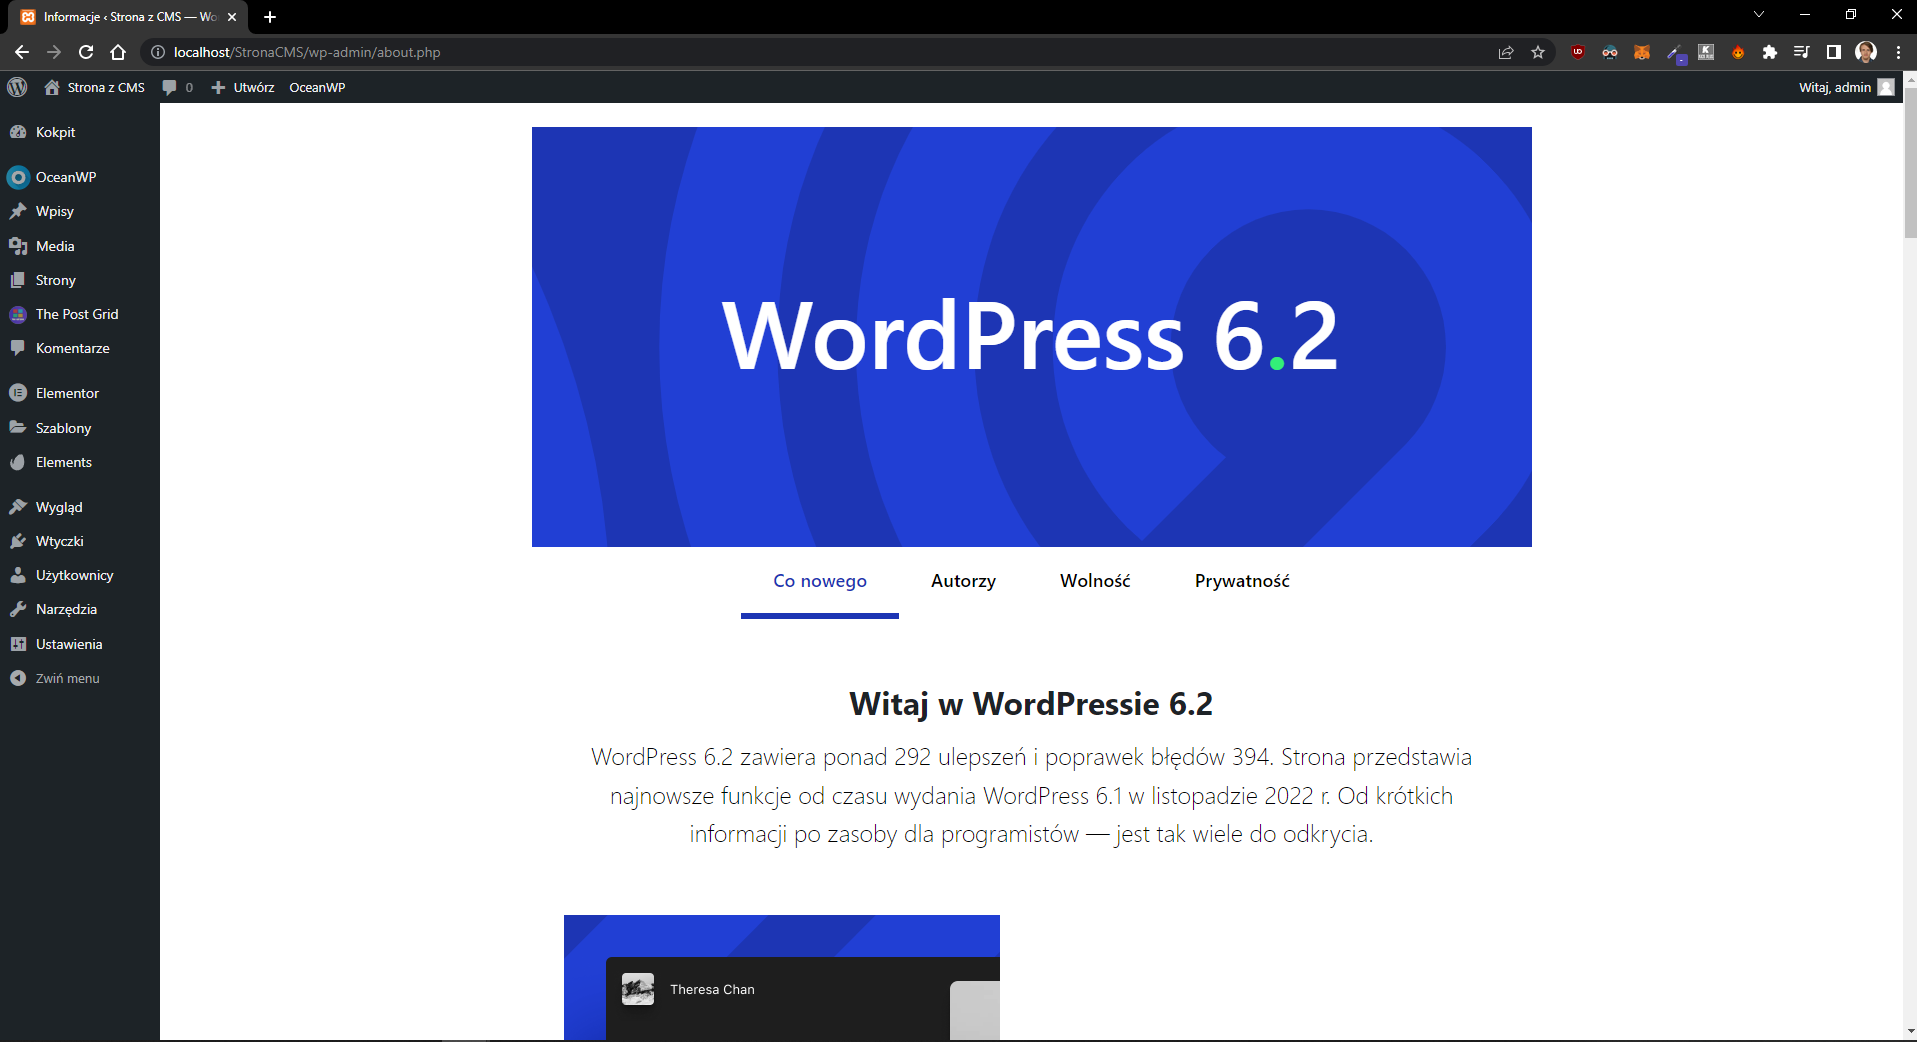 Informacje ‹ Strona z CMS — Wo
localhost/StronaCMS/wp-admin/about.php
Strona z CMS
0
Utwórz
OceanWP
Witaj, admin
Kokpit
OceanWP
Wpisy
Media
Strony
The Post Grid
Komentarze
Elementor
Szablony
Elements
Wygląd
Wtyczki
Użytkownicy
Narzędzia
Ustawienia
Zwiń menu
WordPress 6.2
Co nowego
Autorzy
Wolność
Prywatność
Witaj w WordPressie 6.2
WordPress 6.2 zawiera ponad 292 ulepszeń i poprawek błędów 394. Strona przedstawia
najnowsze funkcje od czasu wydania WordPress 6.1 w listopadzie 2022 r. Od krótkich
informacji po zasoby dla programistów — jest tak wiele do odkrycia.
Theresa Chan